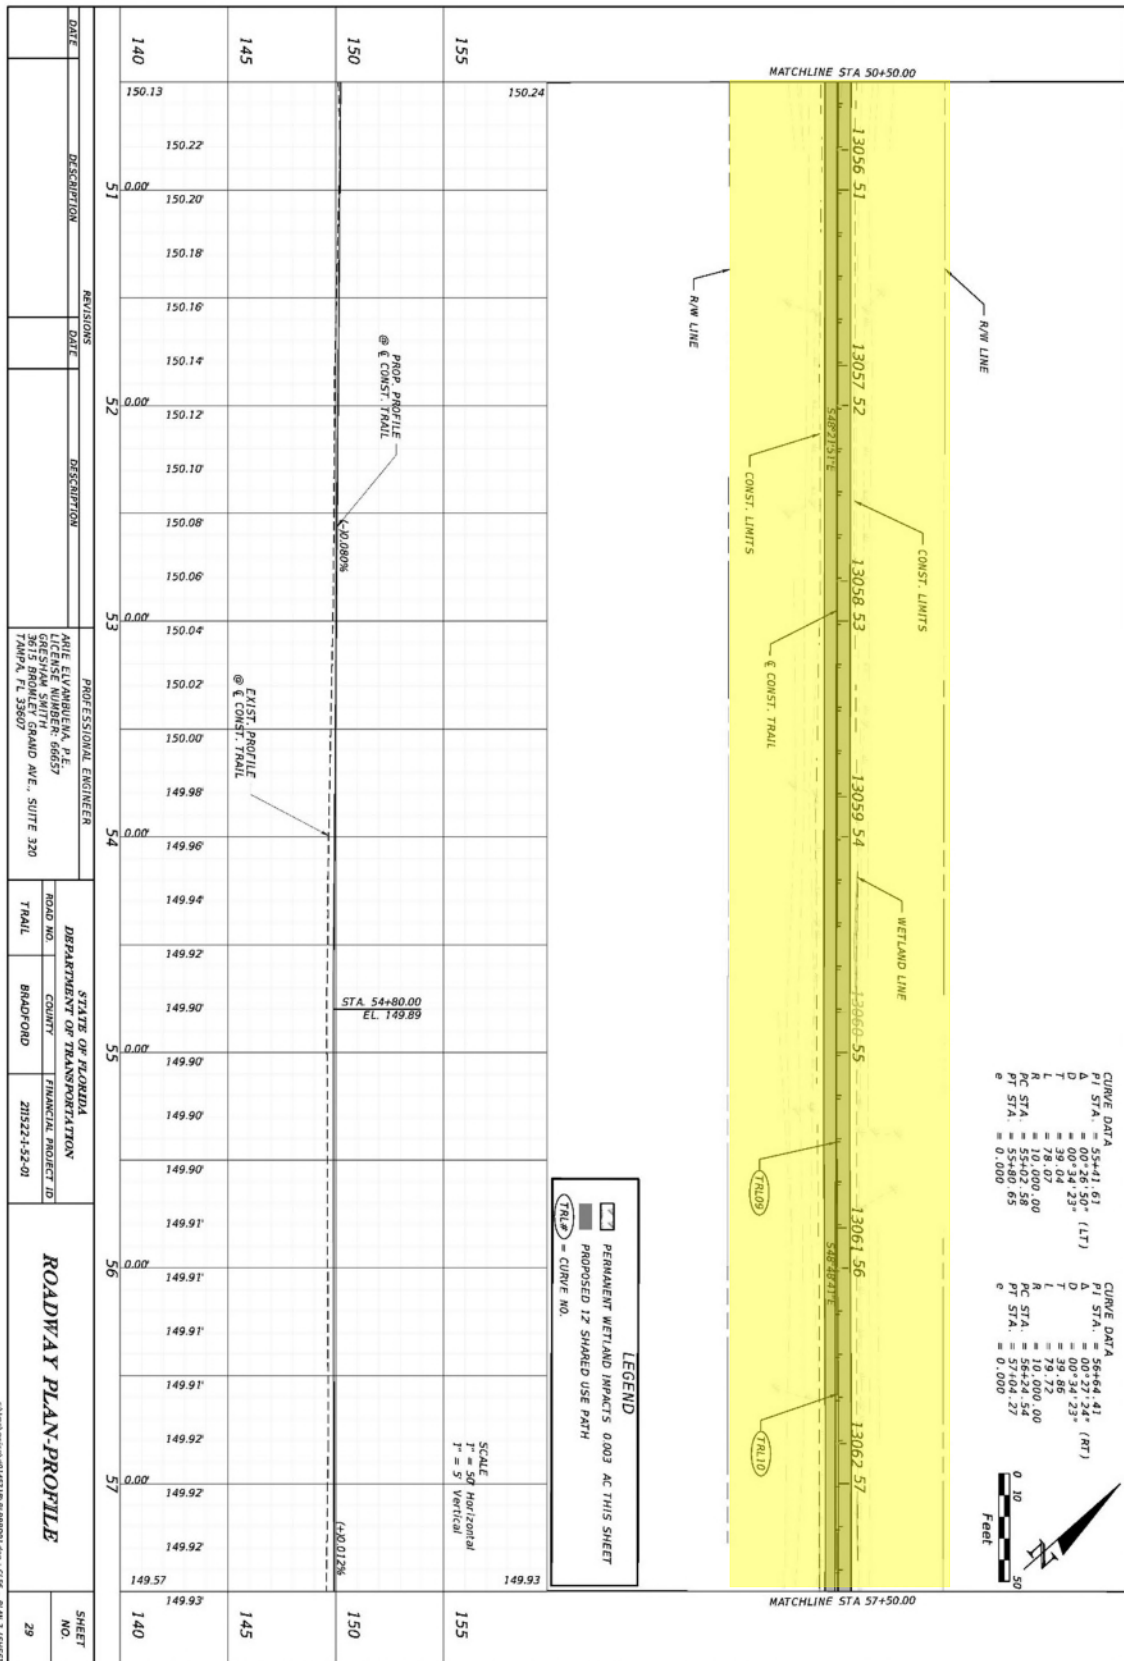 CURVE DATA
PI STA. = 55+41.61
Δ = 00°26'50" (LT)
D = 00°34'23"
T = 39.04
L = 78.07
R = 10,000.00
PC STA. = 55+02.58
PT STA. = 55+80.65
e = 0.000
CURVE DATA
PI STA. = 56+64.41
Δ = 00°27'24" (RT)
D = 00°34'23"
T = 39.86
L = 79.72
R = 10,000.00
PC STA. = 56+24.54
PT STA. = 57+04.27
e = 0.000
N
0 10 50
Feet
R/W LINE
CONST. LIMITS
WETLAND LINE
MATCHLINE STA 50+50.00
13056 51
13057 52
13058 53
13059 54
13060 55
13061 56
13062 57
MATCHLINE STA 57+50.00
S48°21'51"E
S48°48'41"E
R/W LINE
CONST. LIMITS
℄ CONST. TRAIL
TRL09
TRL10
LEGEND
PERMANENT WETLAND IMPACTS 0.003 AC THIS SHEET
PROPOSED 12' SHARED USE PATH
TRL# = CURVE NO.
SCALE
1" = 50' Horizontal
1" = 5' Vertical
155
150.24
149.93
155
PROP. PROFILE
@ ℄ CONST. TRAIL
STA. 54+80.00
EL. 149.89
150
(-)0.080%
(+)0.012%
150
EXIST. PROFILE
@ ℄ CONST. TRAIL
145
145
150.22'
150.20'
150.18'
150.16'
150.14'
150.12'
150.10'
150.08'
150.06'
150.04'
150.02'
150.00'
149.98'
149.96'
149.94'
149.92'
149.90'
149.90'
149.90'
149.90'
149.91'
149.91'
149.91'
149.91'
149.92'
149.92'
149.92'
149.93'
140
150.13
149.57
140
0.00' 0.00' 0.00' 0.00' 0.00' 0.00' 0.00'
51 52 53 54 55 56 57
REVISIONS
DATE DESCRIPTION DATE DESCRIPTION
PROFESSIONAL ENGINEER
ARIE ELVAMBUENA, P.E.
LICENSE NUMBER: 66657
GRESHAM SMITH
3615 BROMLEY GRAND AVE., SUITE 320
TAMPA, FL 33607
STATE OF FLORIDA
DEPARTMENT OF TRANSPORTATION
ROAD NO. COUNTY FINANCIAL PROJECT ID
TRAIL BRADFORD 211522-1-52-01
ROADWAY PLAN-PROFILE
SHEET NO.
29